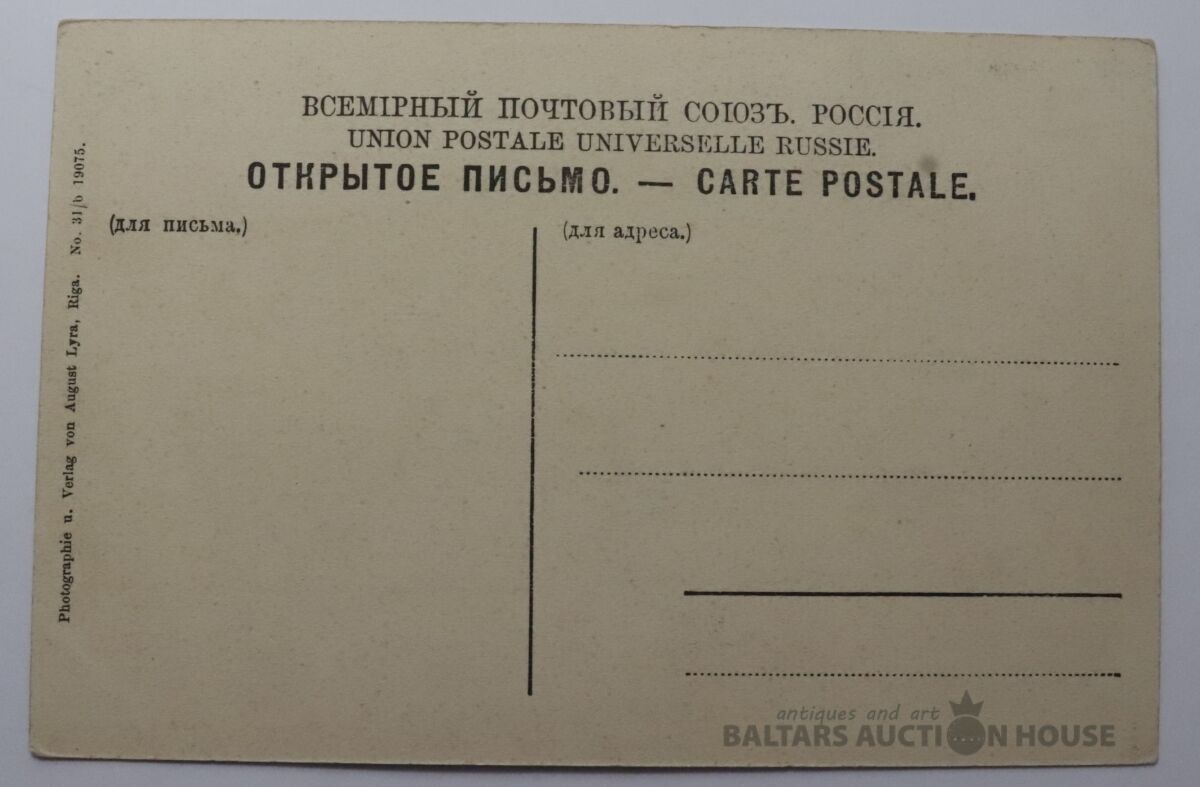 ВСЕМІРНЫЙ ПОЧТОВЫЙ СОЮЗЪ. РОССІЯ.
UNION POSTALE UNIVERSELLE RUSSIE.
ОТКРЫТОЕ ПИСЬМО. — CARTE POSTALE.
(для письма.)
(для адреса.)
Photographie u. Verlag von August Lyra, Riga. No. 31/b 19075.
antiques and art
BALTARS AUCTION HOUSE